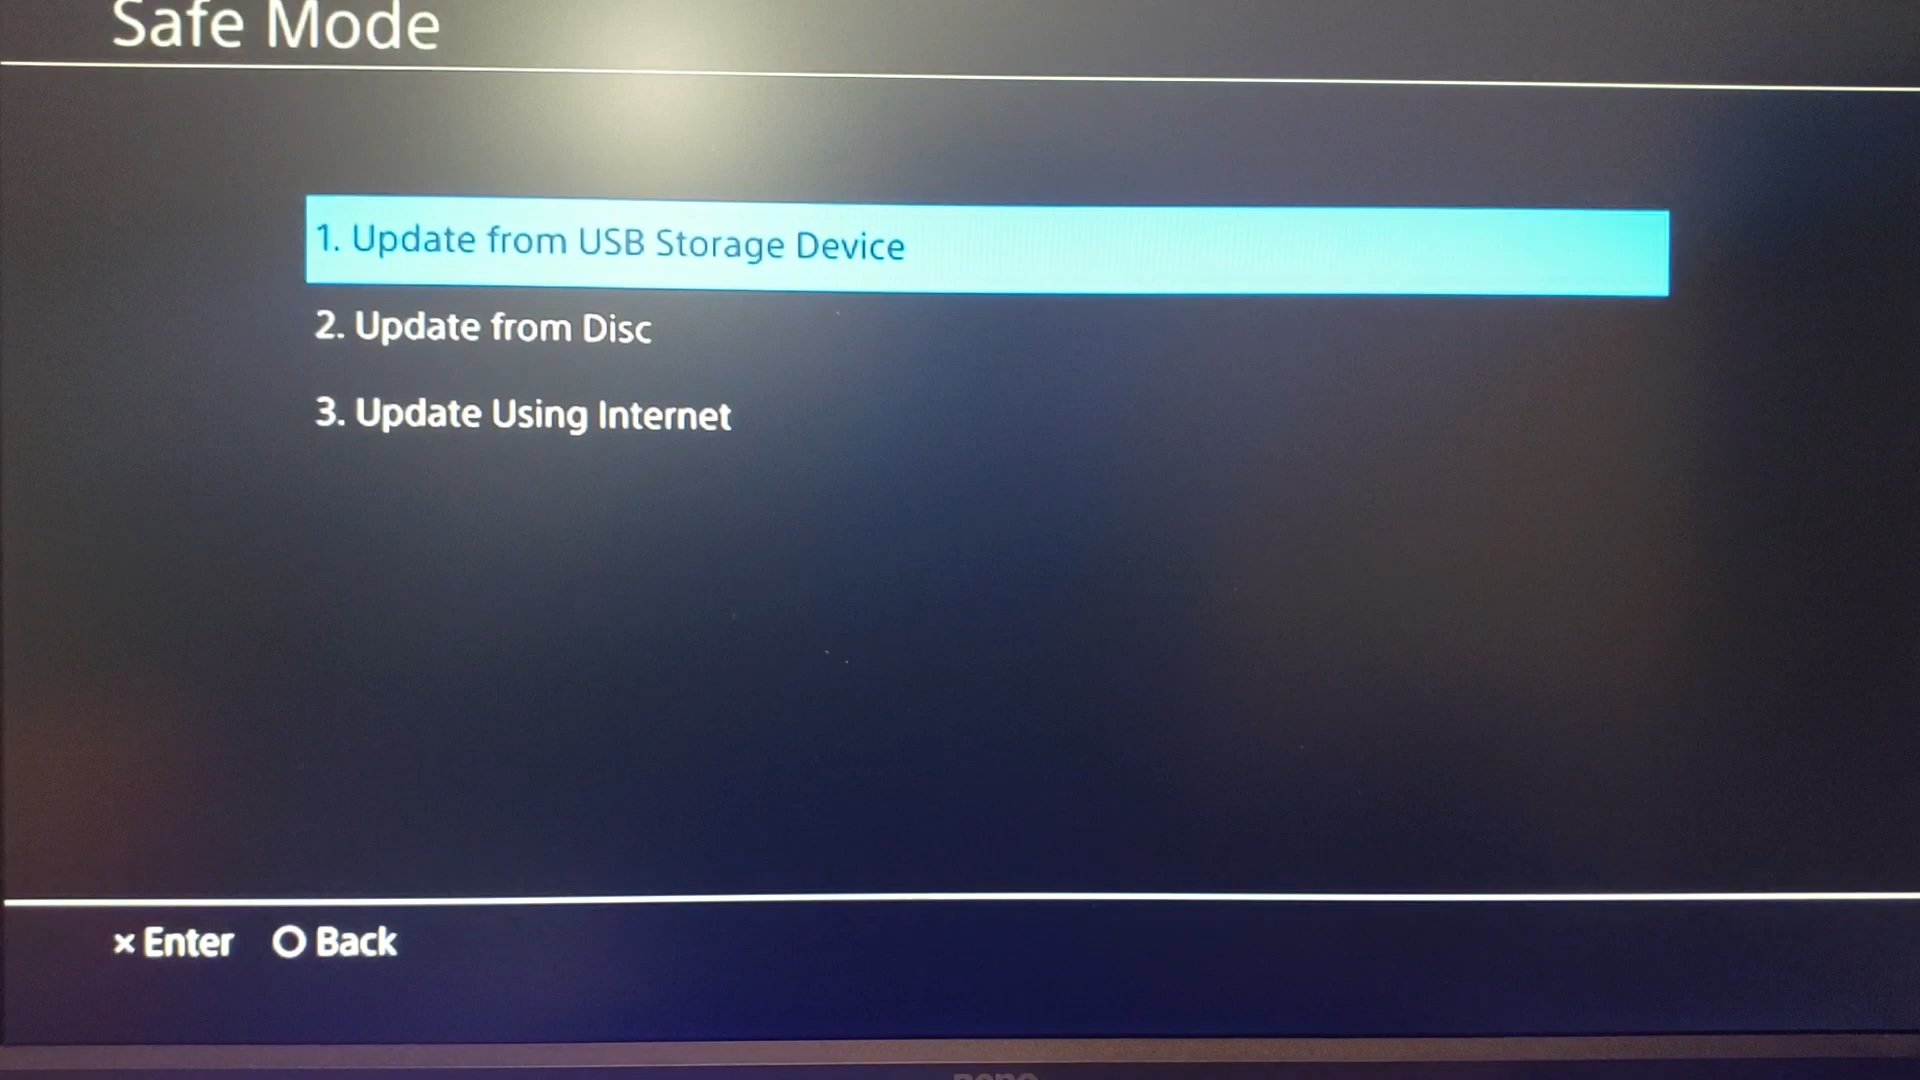 Safe Mode
1. Update from USB Storage Device
2. Update from Disc
3. Update Using Internet
× Enter ○ Back